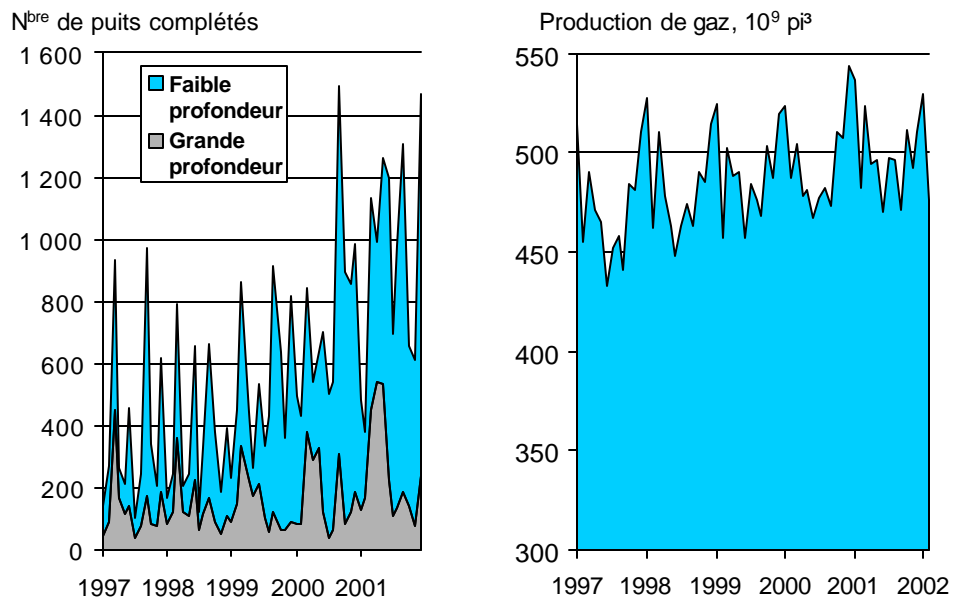 Nbre de puits complétés
1 600
1 400
1 200
1 000
800
600
400
200
0
Faible
profondeur
Grande
profondeur
1997 1998 1999 2000 2001
Production de gaz, 10⁹ pi³
550
500
450
400
350
300
1997 1998 1999 2000 2001 2002